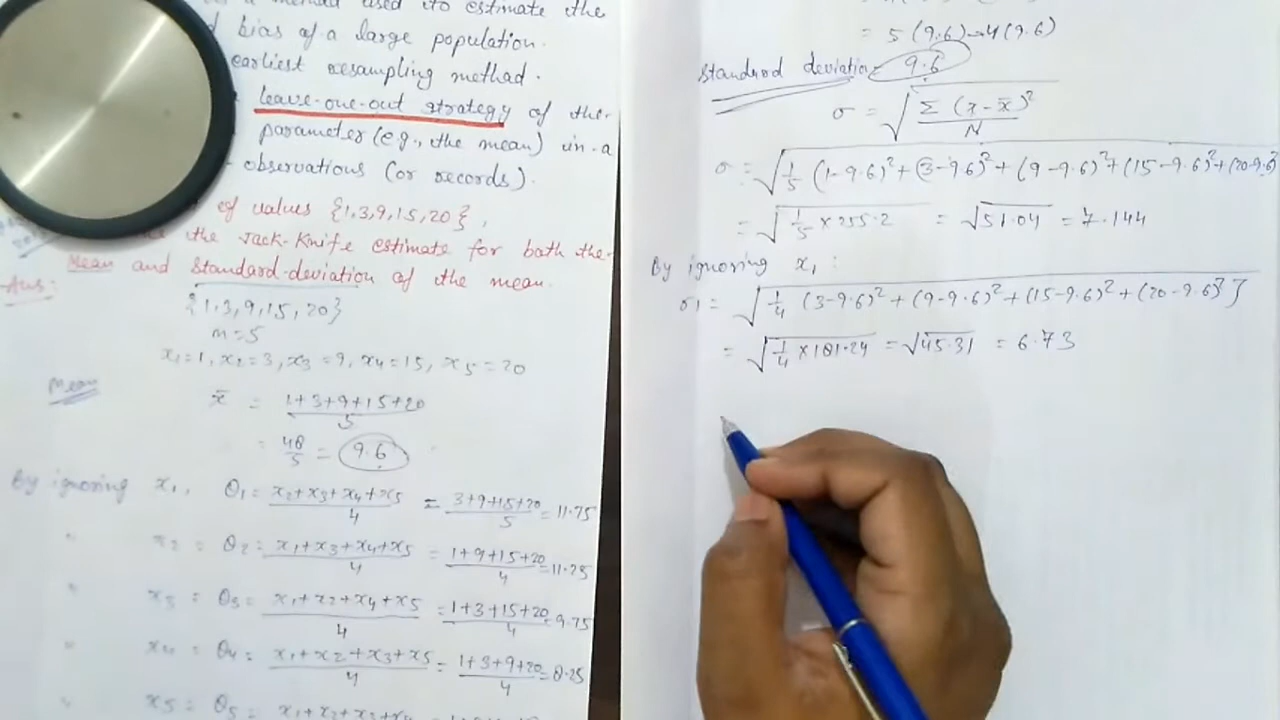 a method used to estimate the
bias of a large population.
earliest resampling method.
leave-one-out strategy of the
parameter (e.g., the mean) in a
observations (or records).
of values {1,3,9,15,20},
the Jack-Knife estimate for both the
Mean and Standard-deviation of the mean.
Ans:
{1,3,9,15,20}
n=5
x1=1, x2=3, x3=9, x4=15, x5=20
Mean
x̄ = 1+3+9+15+20/5
= 48/5 = 9.6
By ignoring x1, θ1 = x2+x3+x4+x5/4 = 3+9+15+20/5 = 11.75
" x2 = θ2 = x1+x3+x4+x5/4 = 1+9+15+20/4 = 11.25
" x3 = θ3 = x1+x2+x4+x5/4 = 1+3+15+20/4 = 9.75
" x4 = θ4 = x1+x2+x3+x5/4 = 1+3+9+20/4 = 8.25
" x5 = θ5 = x1+x2+x3+x4
= 5(9.6)-4(9.6)
Standard deviation = 9.6
σ = √Σ(x-x̄)²/N
σ = √1/5 (1-9.6)²+(3-9.6)²+(9-9.6)²+(15-9.6)²+(20-9.6)²
= √1/5 × 255.2 = √51.04 = 7.144
By ignoring x1:
σ1 = √1/4 (3-9.6)²+(9-9.6)²+(15-9.6)²+(20-9.6)²}
= √1/4 × 181.24 = √45.31 = 6.73